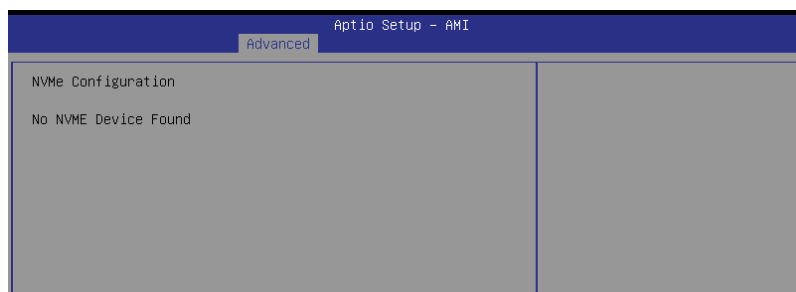 Aptio Setup – AMI
Advanced
NVMe Configuration
No NVME Device Found